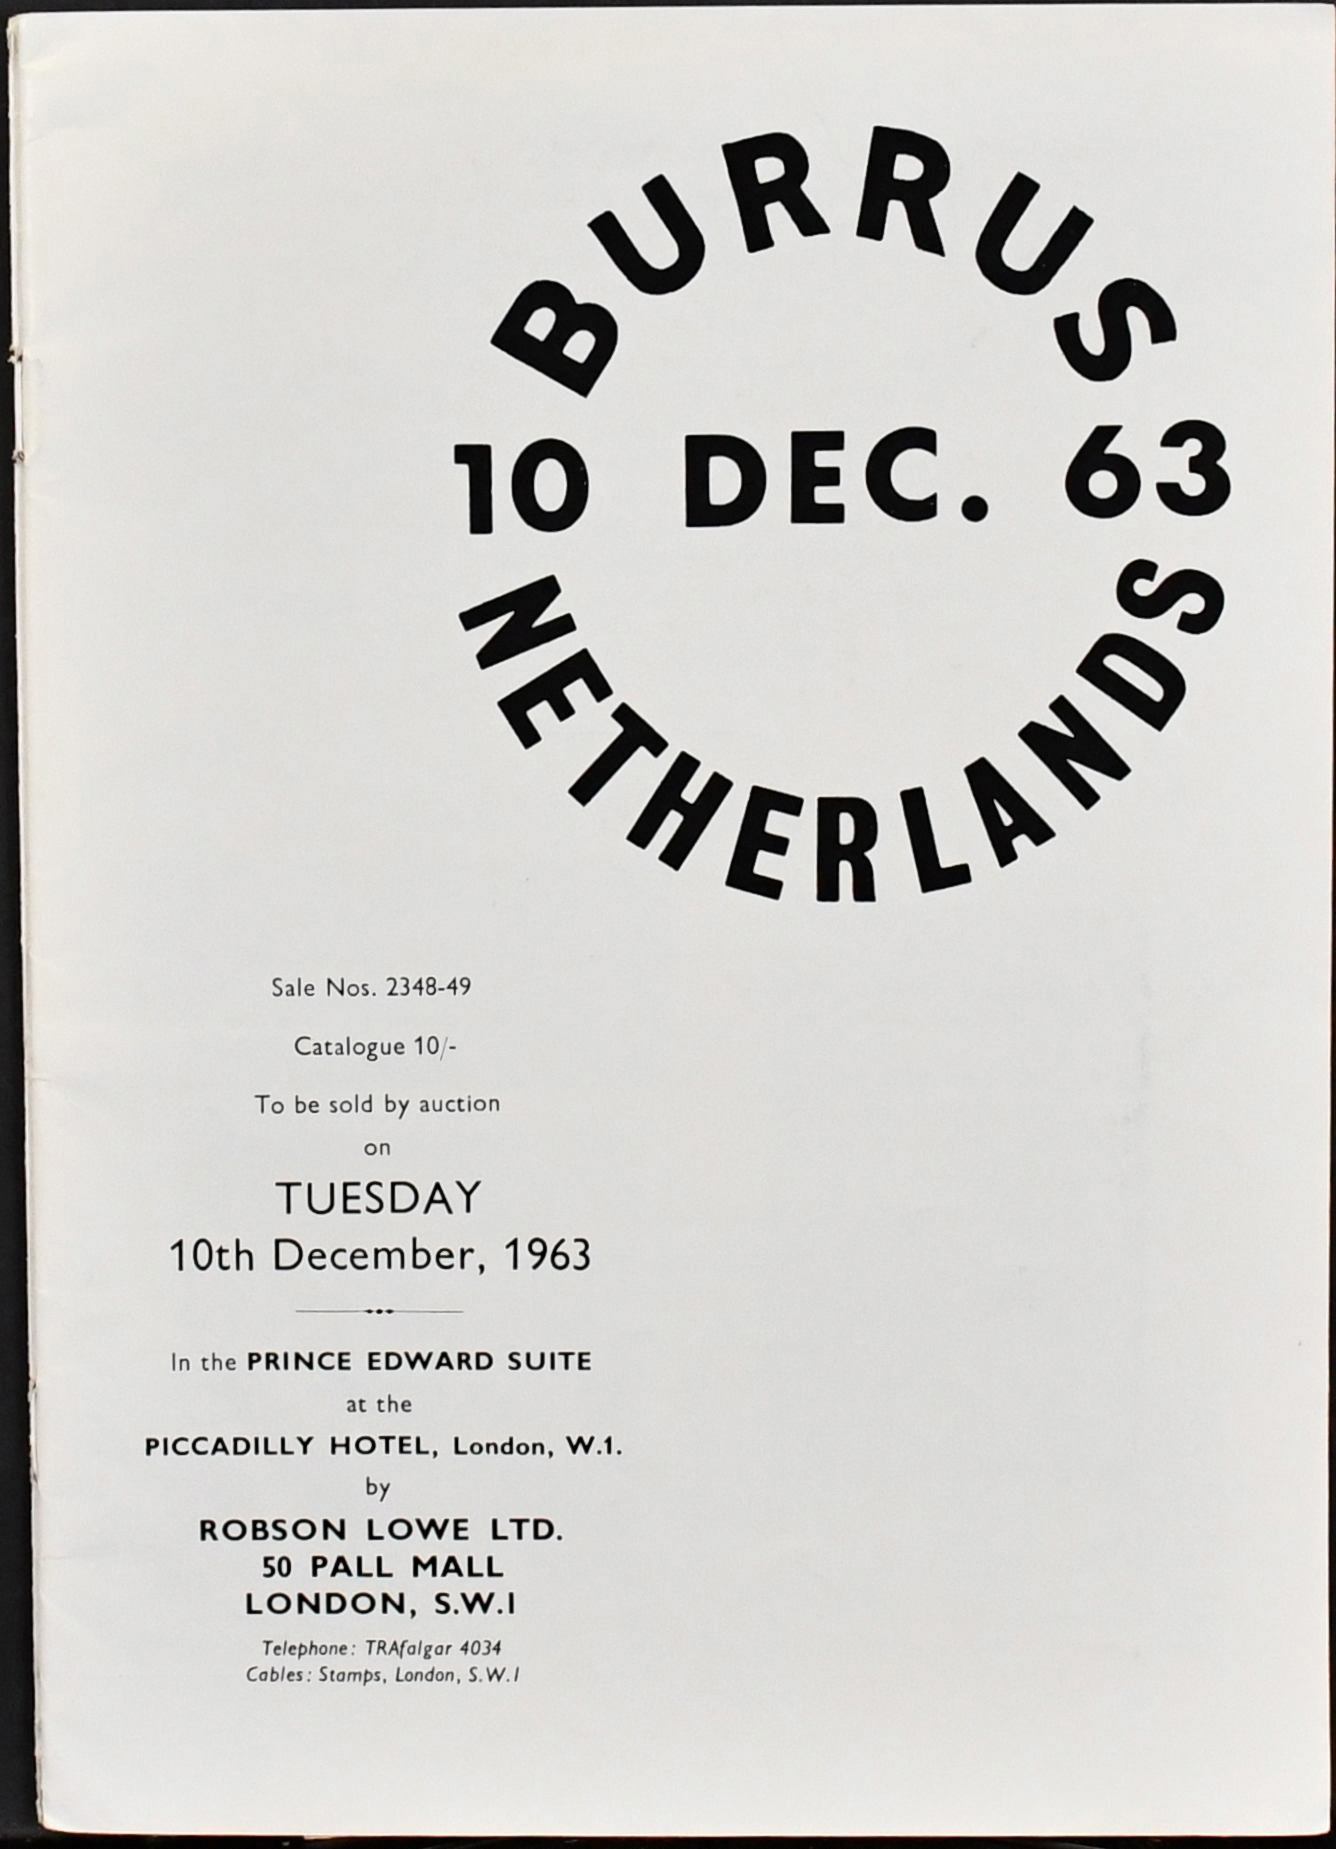 BURRUS
10 DEC. 63
NETHERLANDS
Sale Nos. 2348-49
Catalogue 10/-
To be sold by auction
on
TUESDAY
10th December, 1963
In the PRINCE EDWARD SUITE
at the
PICCADILLY HOTEL, London, W.1.
by
ROBSON LOWE LTD.
50 PALL MALL
LONDON, S.W.1
Telephone: TRAfalgar 4034
Cables: Stamps, London, S.W.1